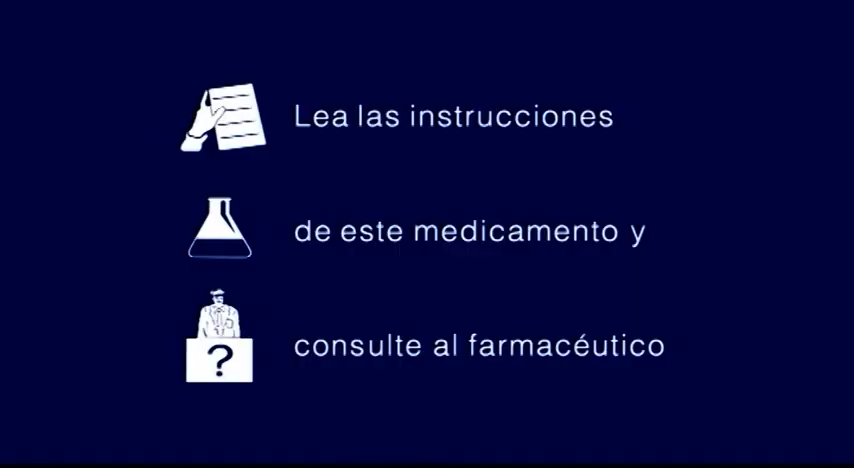 Lea las instrucciones
de este medicamento y
consulte al farmacéutico
?